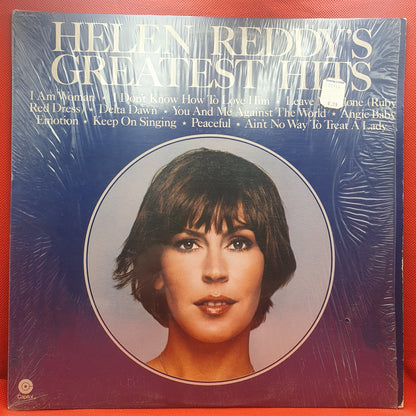 HELEN REDDY'S
GREATEST HITS
I Am Woman • I Don't Know How To Love Him • Leave Me Alone (Ruby
Red Dress) • Delta Dawn • You And Me Against The World • Angie Baby
Emotion • Keep On Singing • Peaceful • Ain't No Way To Treat A Lady
Capitol